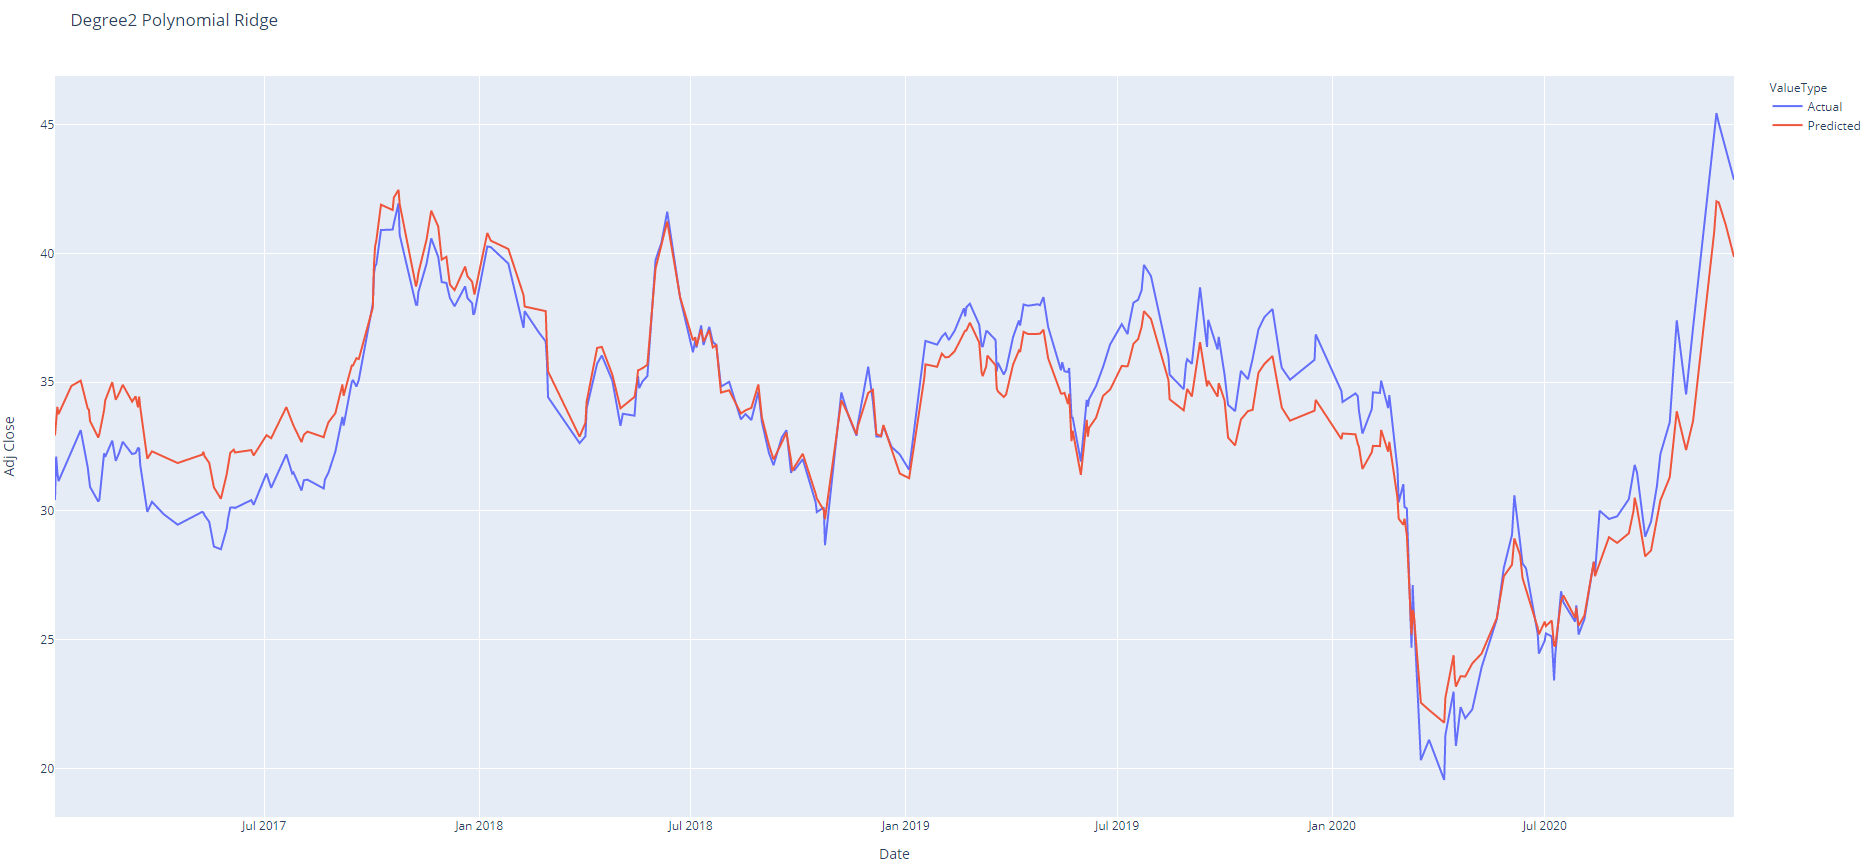 Degree2 Polynomial Ridge
ValueType
Actual
Predicted
45
40
35
30
25
20
Adj Close
Jul 2017
Jan 2018
Jul 2018
Jan 2019
Jul 2019
Jan 2020
Jul 2020
Date